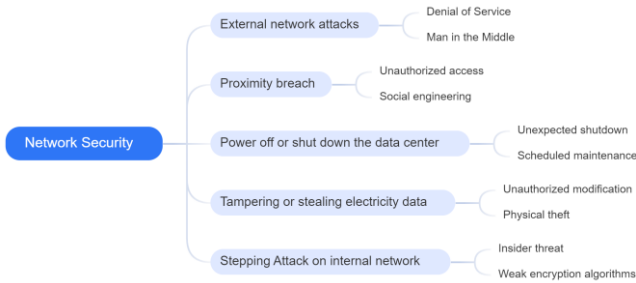 Network Security
External network attacks
Denial of Service
Man in the Middle
Proximity breach
Unauthorized access
Social engineering
Power off or shut down the data center
Unexpected shutdown
Scheduled maintenance
Tampering or stealing electricity data
Unauthorized modification
Physical theft
Stepping Attack on internal network
Insider threat
Weak encryption algorithms